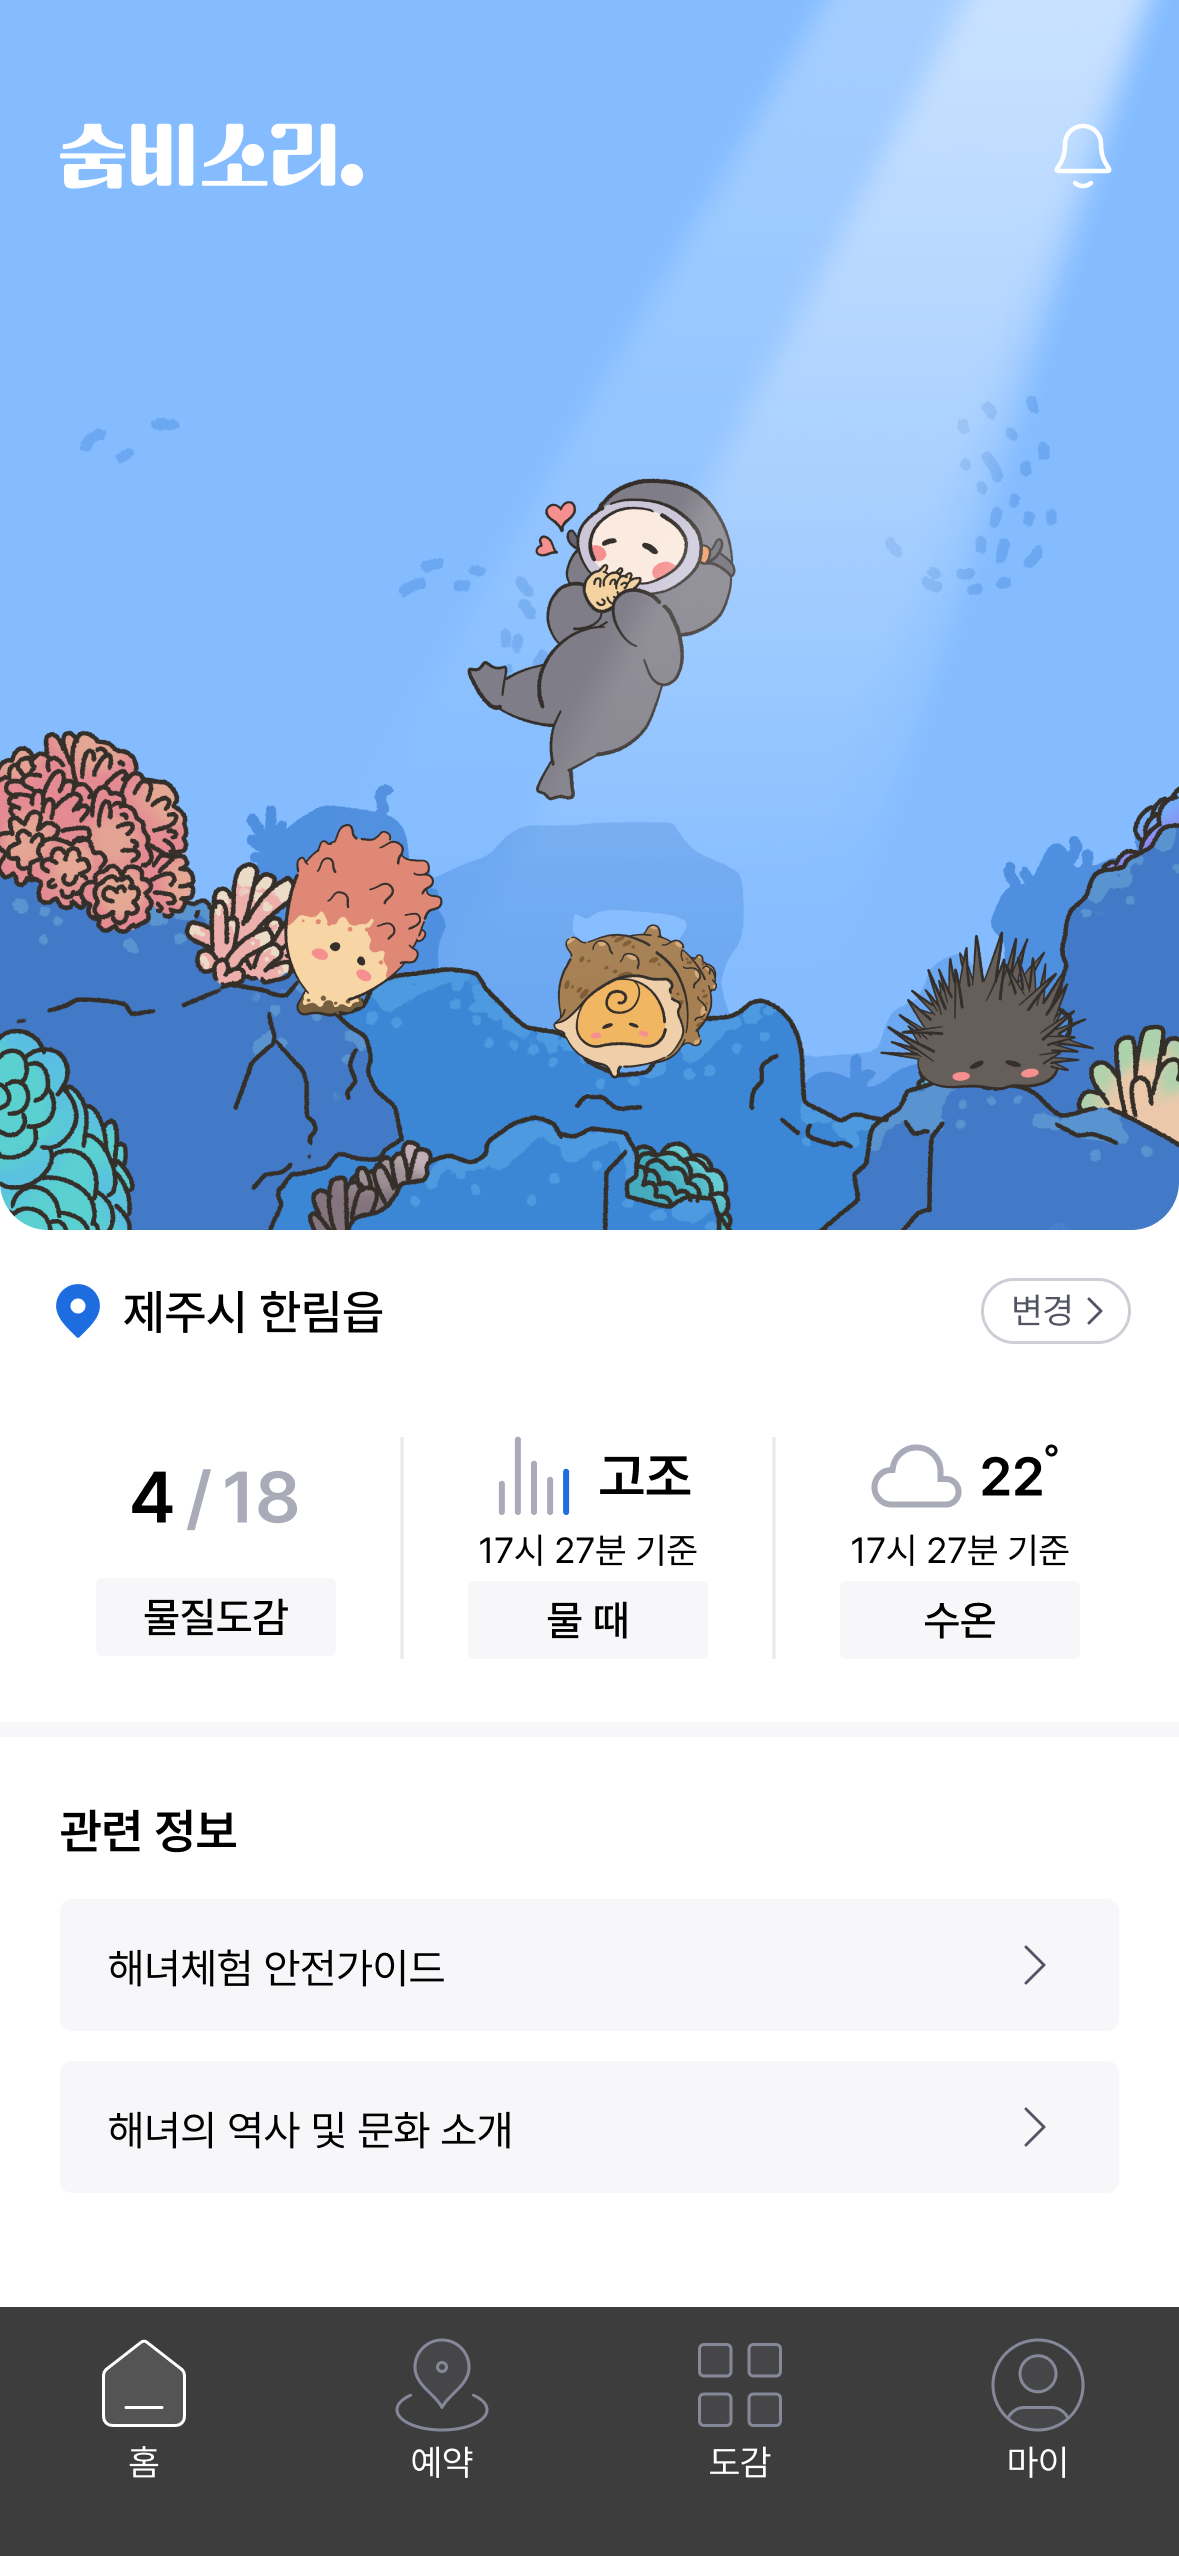 숨비소리.
제주시 한림읍
변경
4 / 18
물질도감
고조
17시 27분 기준
물 때
22°
17시 27분 기준
수온
관련 정보
해녀체험 안전가이드
해녀의 역사 및 문화 소개
홈
예약
도감
마이